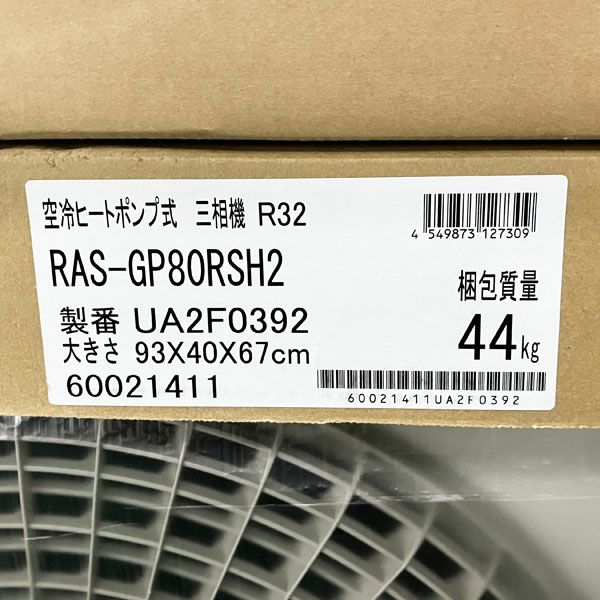 空冷ヒートポンプ式 三相機 R32
4 549873 127309
RAS-GP80RSH2
梱包質量
製番 UA2F0392
44kg
大きさ 93X40X67cm
60021411
60021411UA2F0392